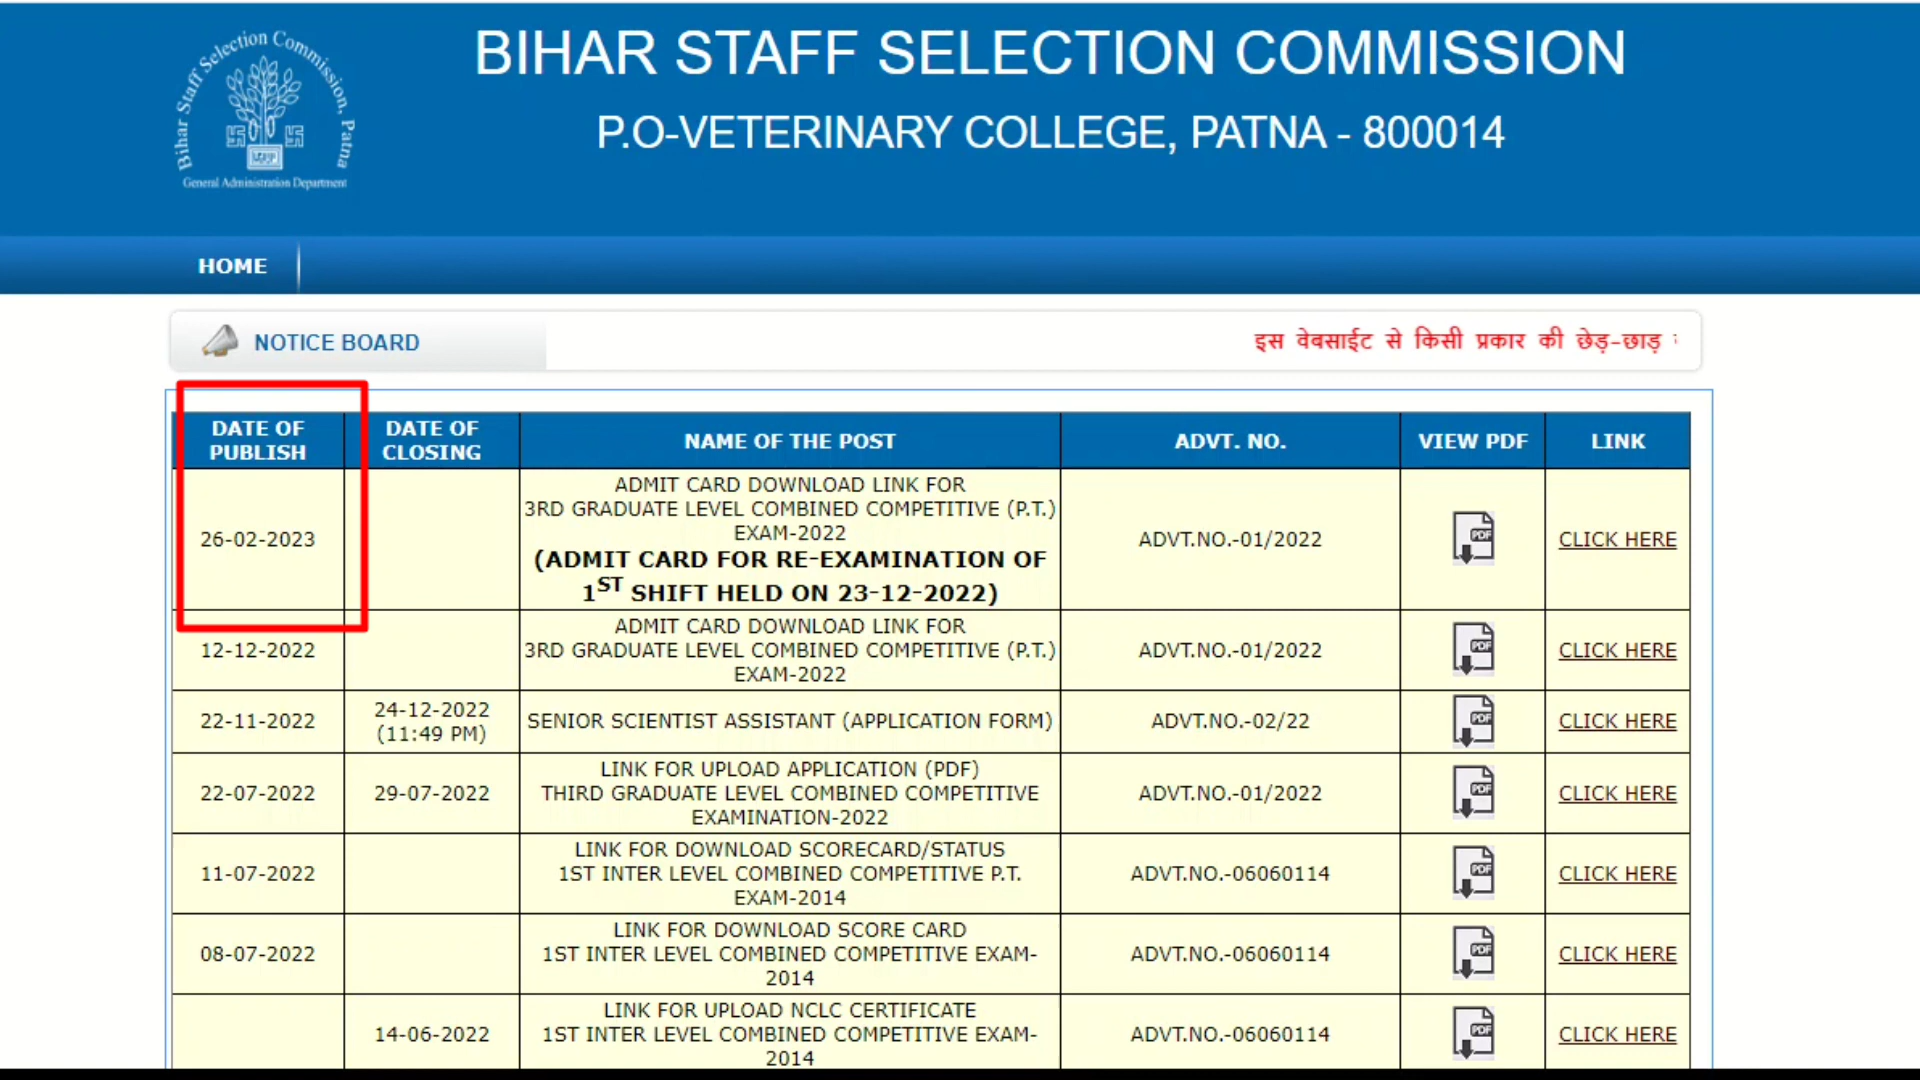 Bihar Staff Selection Commission, Patna
General Administration Department
BIHAR STAFF SELECTION COMMISSION
P.O-VETERINARY COLLEGE, PATNA - 800014
HOME
NOTICE BOARD
इस वेबसाईट से किसी प्रकार की छेड़-छाड़
DATE OF PUBLISH
DATE OF CLOSING
NAME OF THE POST
ADVT. NO.
VIEW PDF
LINK
26-02-2023
ADMIT CARD DOWNLOAD LINK FOR
3RD GRADUATE LEVEL COMBINED COMPETITIVE (P.T.)
EXAM-2022
(ADMIT CARD FOR RE-EXAMINATION OF
1ST SHIFT HELD ON 23-12-2022)
ADVT.NO.-01/2022
PDF
CLICK HERE
12-12-2022
ADMIT CARD DOWNLOAD LINK FOR
3RD GRADUATE LEVEL COMBINED COMPETITIVE (P.T.)
EXAM-2022
ADVT.NO.-01/2022
PDF
CLICK HERE
22-11-2022
24-12-2022
(11:49 PM)
SENIOR SCIENTIST ASSISTANT (APPLICATION FORM)
ADVT.NO.-02/22
PDF
CLICK HERE
22-07-2022
29-07-2022
LINK FOR UPLOAD APPLICATION (PDF)
THIRD GRADUATE LEVEL COMBINED COMPETITIVE
EXAMINATION-2022
ADVT.NO.-01/2022
PDF
CLICK HERE
11-07-2022
LINK FOR DOWNLOAD SCORECARD/STATUS
1ST INTER LEVEL COMBINED COMPETITIVE P.T.
EXAM-2014
ADVT.NO.-06060114
PDF
CLICK HERE
08-07-2022
LINK FOR DOWNLOAD SCORE CARD
1ST INTER LEVEL COMBINED COMPETITIVE EXAM-
2014
ADVT.NO.-06060114
PDF
CLICK HERE
14-06-2022
LINK FOR UPLOAD NCLC CERTIFICATE
1ST INTER LEVEL COMBINED COMPETITIVE EXAM-
2014
ADVT.NO.-06060114
PDF
CLICK HERE